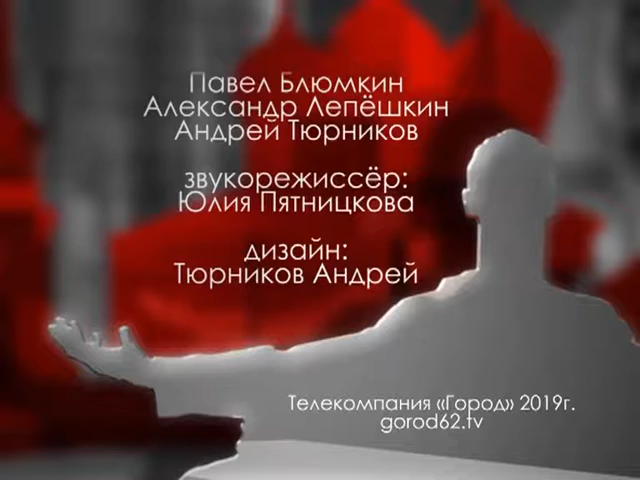 Павел Блюмкин
Александр Лепёшкин
Андрей Тюрников
звукорежиссёр:
Юлия Пятницкова
дизайн:
Тюрников Андрей
Телекомпания «Город» 2019г.
gorod62.tv